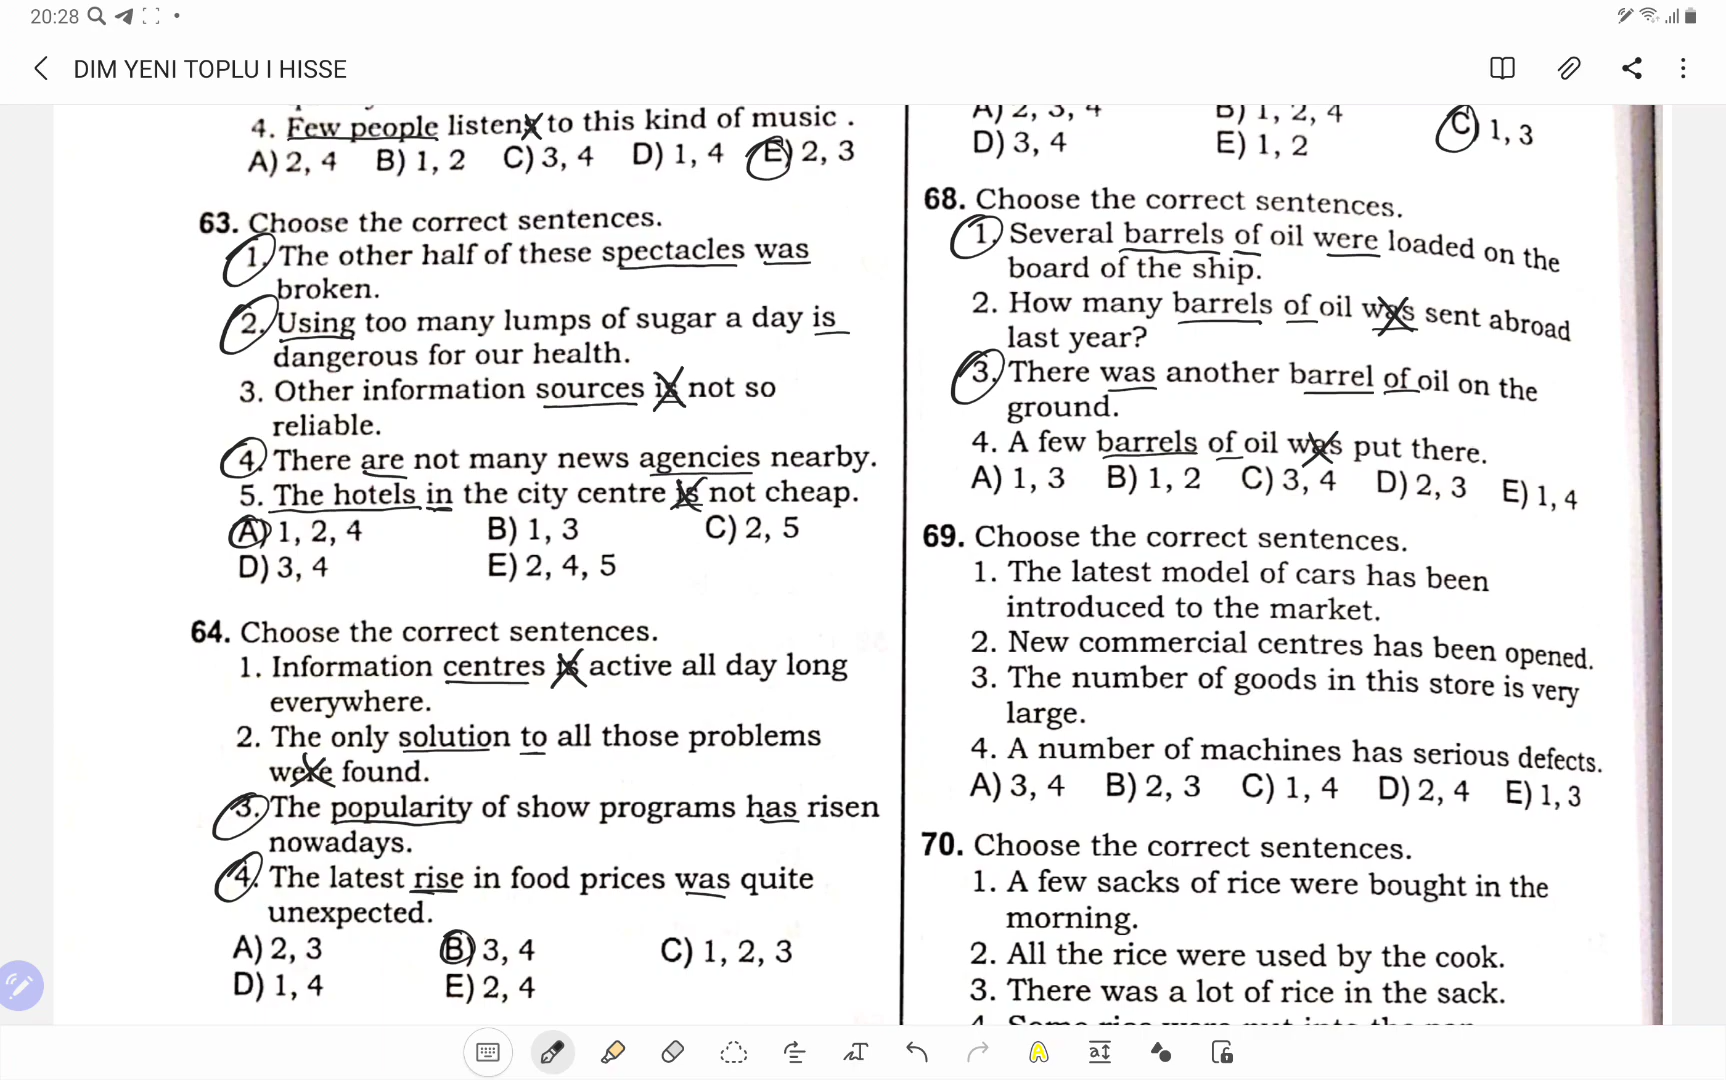 20:28
DIM YENI TOPLU I HISSE
4. Few people listens to this kind of music .
A) 2, 4 B) 1, 2 C) 3, 4 D) 1, 4 E) 2, 3
63. Choose the correct sentences.
1. The other half of these spectacles was
broken.
2. Using too many lumps of sugar a day is
dangerous for our health.
3. Other information sources is not so
reliable.
4. There are not many news agencies nearby.
5. The hotels in the city centre is not cheap.
A) 1, 2, 4 B) 1, 3 C) 2, 5
D) 3, 4 E) 2, 4, 5
64. Choose the correct sentences.
1. Information centres is active all day long
everywhere.
2. The only solution to all those problems
were found.
3. The popularity of show programs has risen
nowadays.
4. The latest rise in food prices was quite
unexpected.
A) 2, 3 B) 3, 4 C) 1, 2, 3
D) 1, 4 E) 2, 4
A) 2, 3, 4 B) 1, 2, 4 C) 1, 3
D) 3, 4 E) 1, 2
68. Choose the correct sentences.
1. Several barrels of oil were loaded on the
board of the ship.
2. How many barrels of oil was sent abroad
last year?
3. There was another barrel of oil on the
ground.
4. A few barrels of oil was put there.
A) 1, 3 B) 1, 2 C) 3, 4 D) 2, 3 E) 1, 4
69. Choose the correct sentences.
1. The latest model of cars has been
introduced to the market.
2. New commercial centres has been opened.
3. The number of goods in this store is very
large.
4. A number of machines has serious defects.
A) 3, 4 B) 2, 3 C) 1, 4 D) 2, 4 E) 1, 3
70. Choose the correct sentences.
1. A few sacks of rice were bought in the
morning.
2. All the rice were used by the cook.
3. There was a lot of rice in the sack.
4. Some rice were put into the pan.